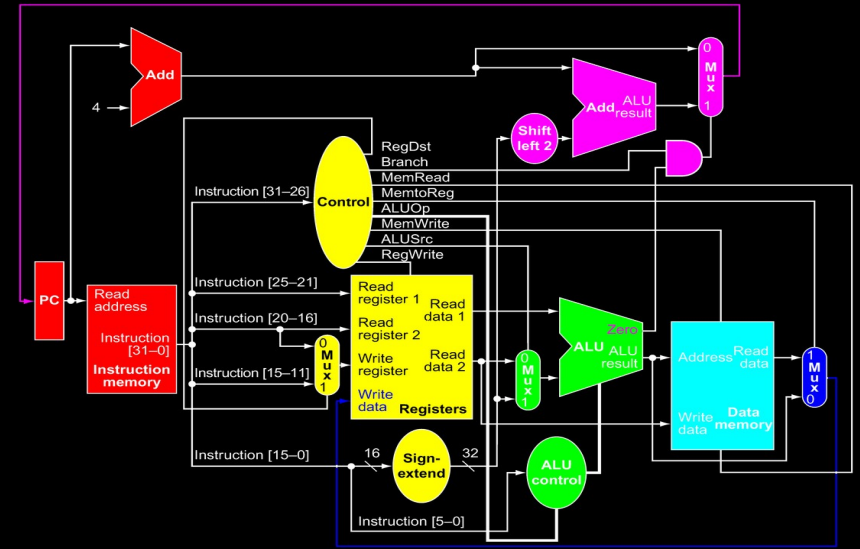 Add
4
0
Mux
1
Add
ALU
result
Shift
left 2
RegDst
Branch
MemRead
MemtoReg
ALUOp
MemWrite
ALUSrc
RegWrite
Control
Instruction [31–26]
PC
Read
address
Instruction
[31–0]
Instruction
memory
Instruction [25–21]
Instruction [20–16]
Instruction [15–11]
0
Mux
1
Read
register 1
Read
register 2
Write
register
Write
data
Read
data 1
Read
data 2
Registers
0
Mux
1
Zero
ALU
ALU
result
Address
Read
data
Write
data
Data
memory
1
Mux
0
Instruction [15–0]
16
Sign-
extend
32
ALU
control
Instruction [5–0]